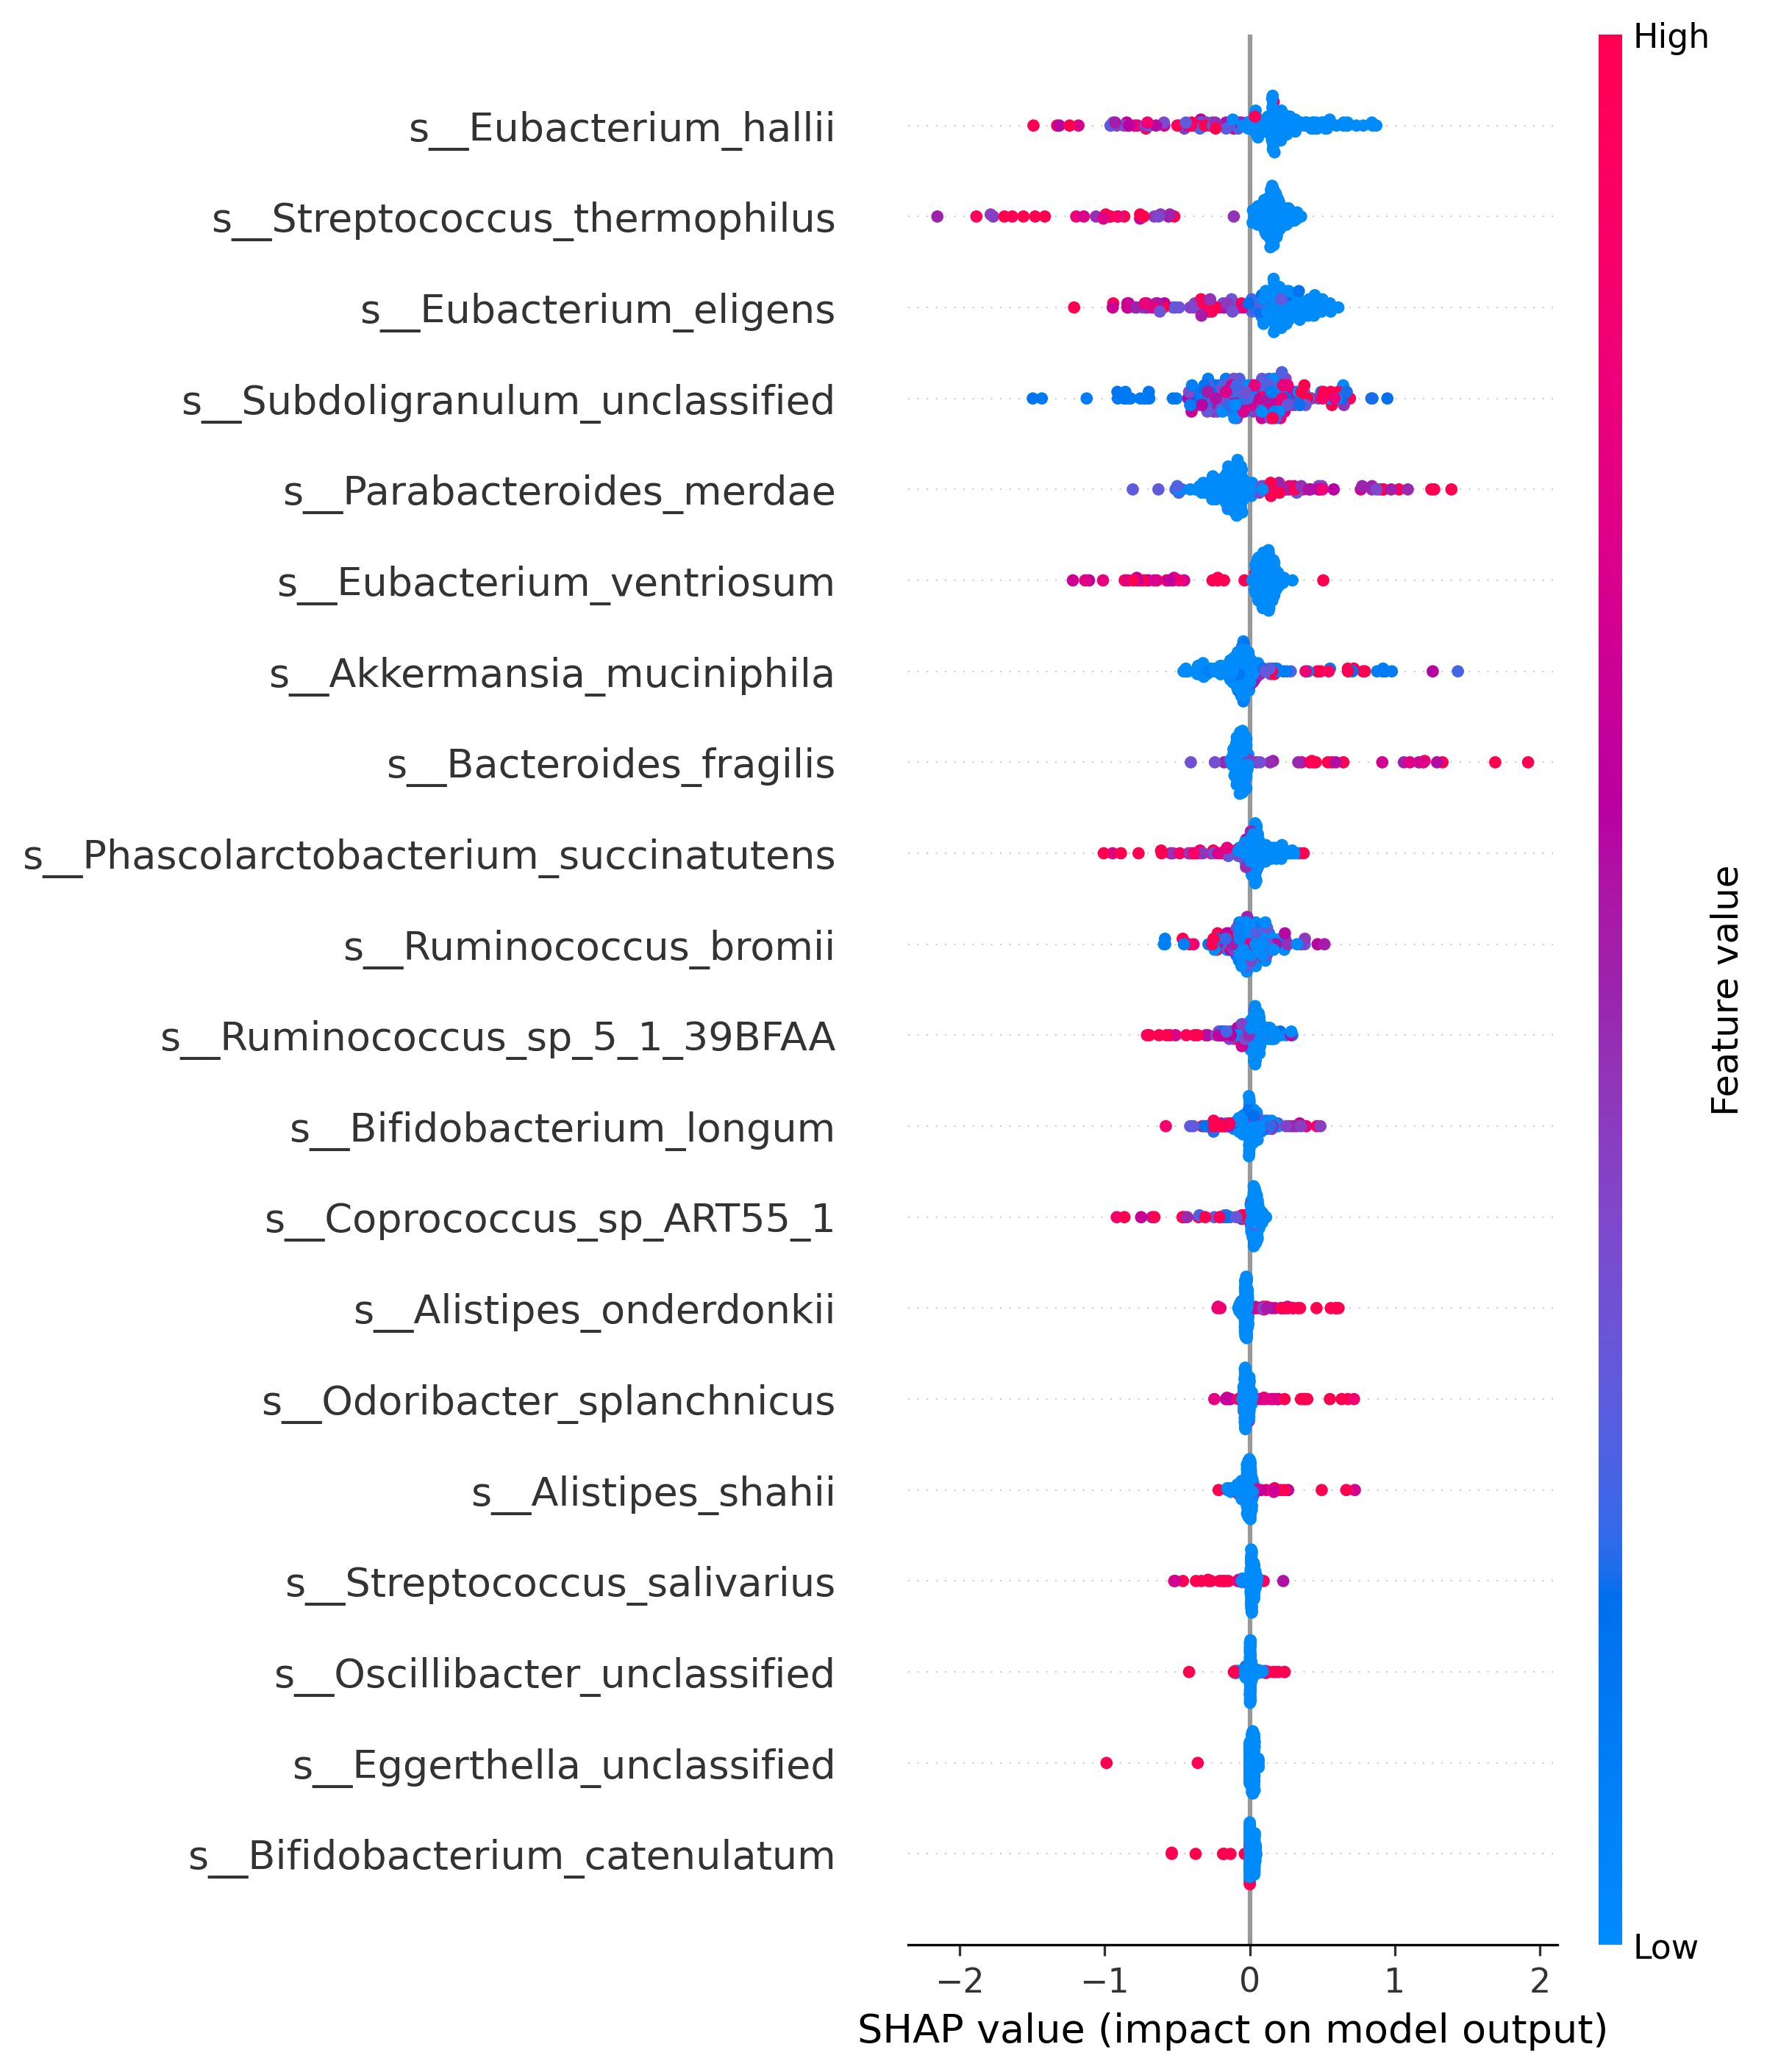 High
s__Eubacterium_hallii
s__Streptococcus_thermophilus
s__Eubacterium_eligens
s__Subdoligranulum_unclassified
s__Parabacteroides_merdae
s__Eubacterium_ventriosum
s__Akkermansia_muciniphila
s__Bacteroides_fragilis
s__Phascolarctobacterium_succinatutens
s__Ruminococcus_bromii
s__Ruminococcus_sp_5_1_39BFAA
s__Bifidobacterium_longum
s__Coprococcus_sp_ART55_1
s__Alistipes_onderdonkii
s__Odoribacter_splanchnicus
s__Alistipes_shahii
s__Streptococcus_salivarius
s__Oscillibacter_unclassified
s__Eggerthella_unclassified
s__Bifidobacterium_catenulatum
Feature value
Low
−2 −1 0 1 2
SHAP value (impact on model output)